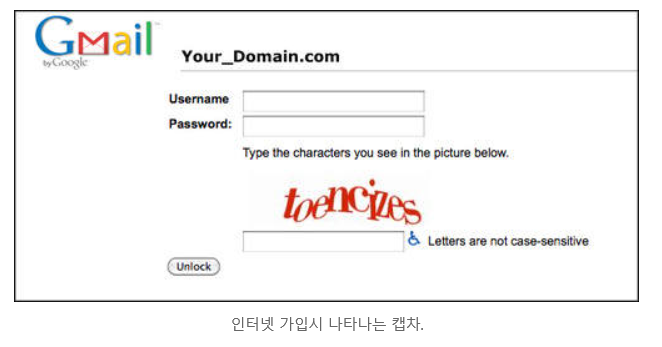 Gmail
by Google
Your_Domain.com
Username
Password:
Type the characters you see in the picture below.
toencizes
Letters are not case-sensitive
Unlock
인터넷 가입시 나타나는 캡차.